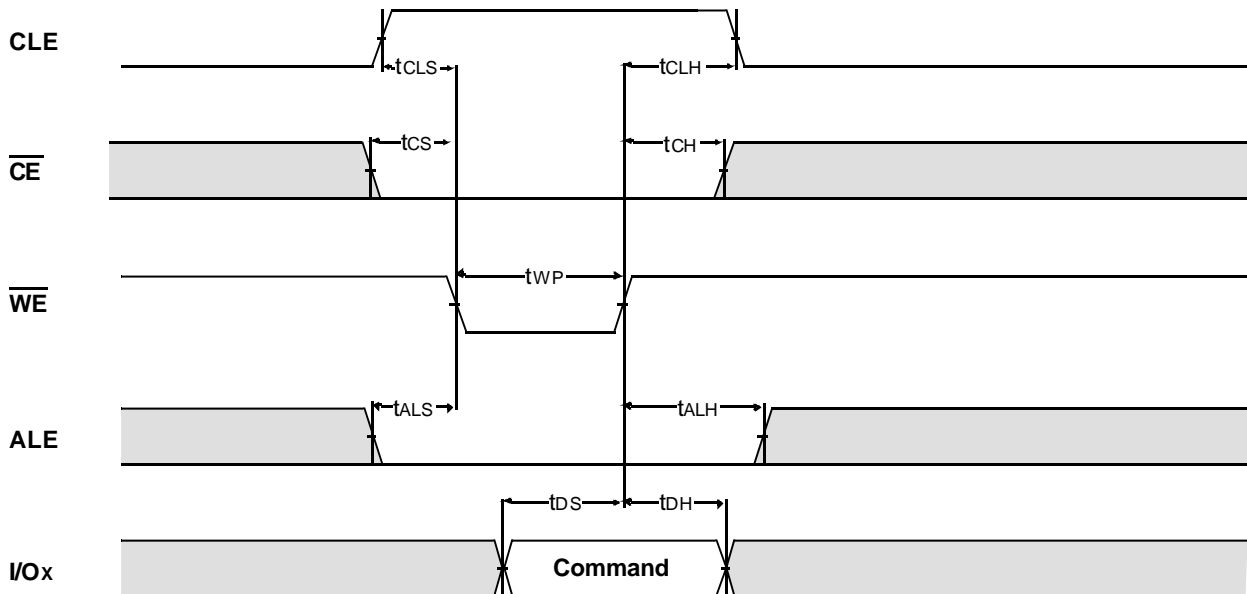 CLE
tCLS
tCLH
CE
tCS
tCH
WE
tWP
ALE
tALS
tALH
tDS
tDH
I/Ox
Command